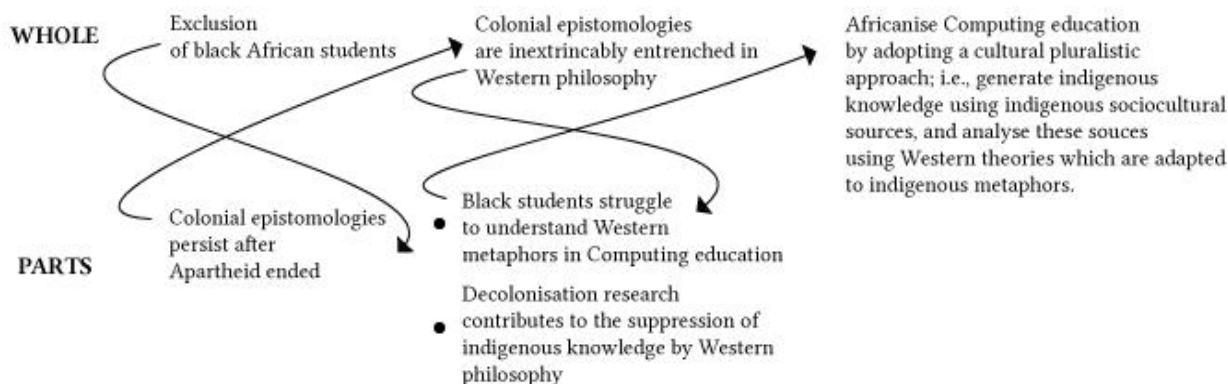 WHOLE
Exclusion
of black African students
Colonial epistomologies
are inextrincably entrenched in
Western philosophy
Africanise Computing education
by adopting a cultural pluralistic
approach; i.e., generate indigenous
knowledge using indigenous sociocultural
sources, and analyse these souces
using Western theories which are adapted
to indigenous metaphors.
PARTS
Colonial epistomologies
persist after
Apartheid ended
• Black students struggle
to understand Western
metaphors in Computing education
• Decolonisation research
contributes to the suppression of
indigenous knowledge by Western
philosophy